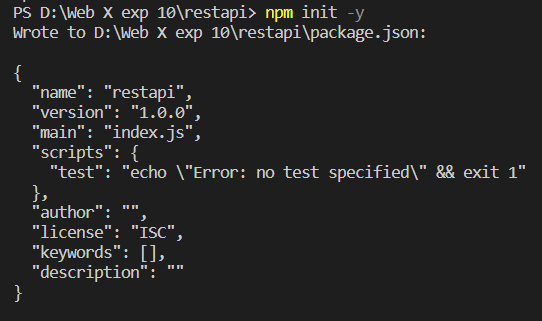 PS D:\Web X exp 10\restapi> npm init -y
Wrote to D:\Web X exp 10\restapi\package.json:
{
  "name": "restapi",
  "version": "1.0.0",
  "main": "index.js",
  "scripts": {
    "test": "echo \"Error: no test specified\" && exit 1"
  },
  "author": "",
  "license": "ISC",
  "keywords": [],
  "description": ""
}